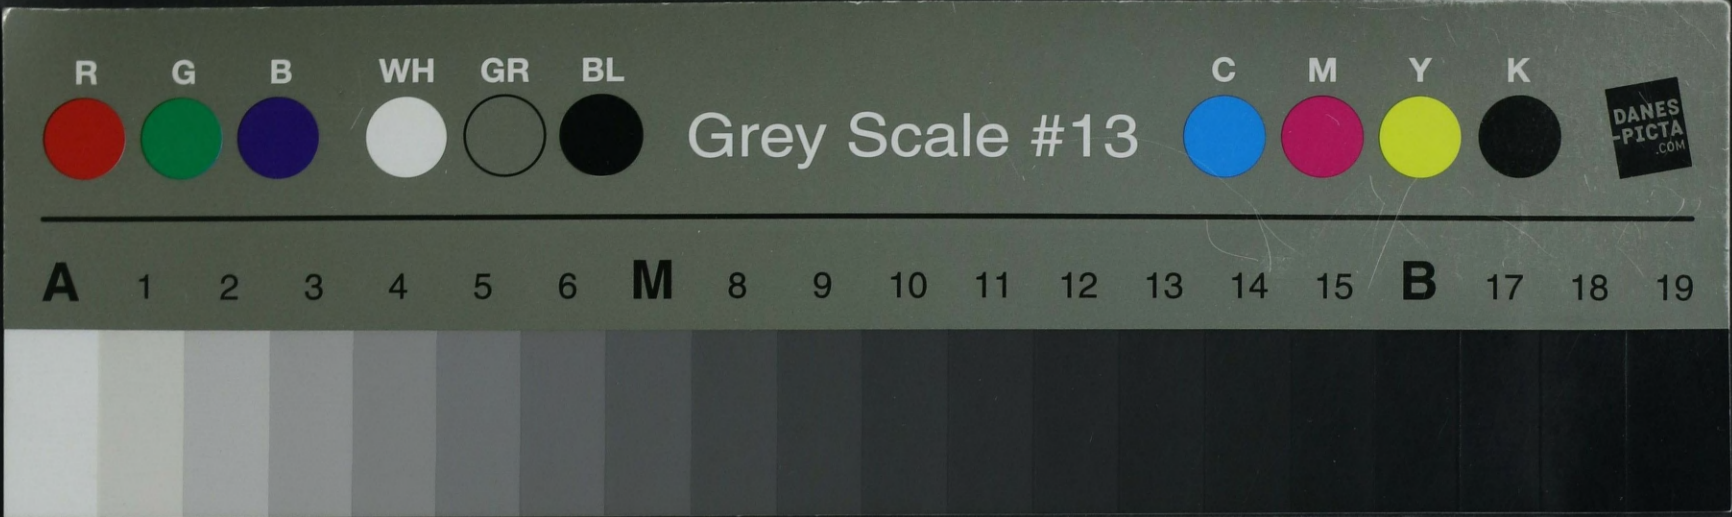 R G B WH GR BL C M Y K
Grey Scale #13
DANES
-PICTA
.COM
A 1 2 3 4 5 6 M 8 9 10 11 12 13 14 15 B 17 18 19